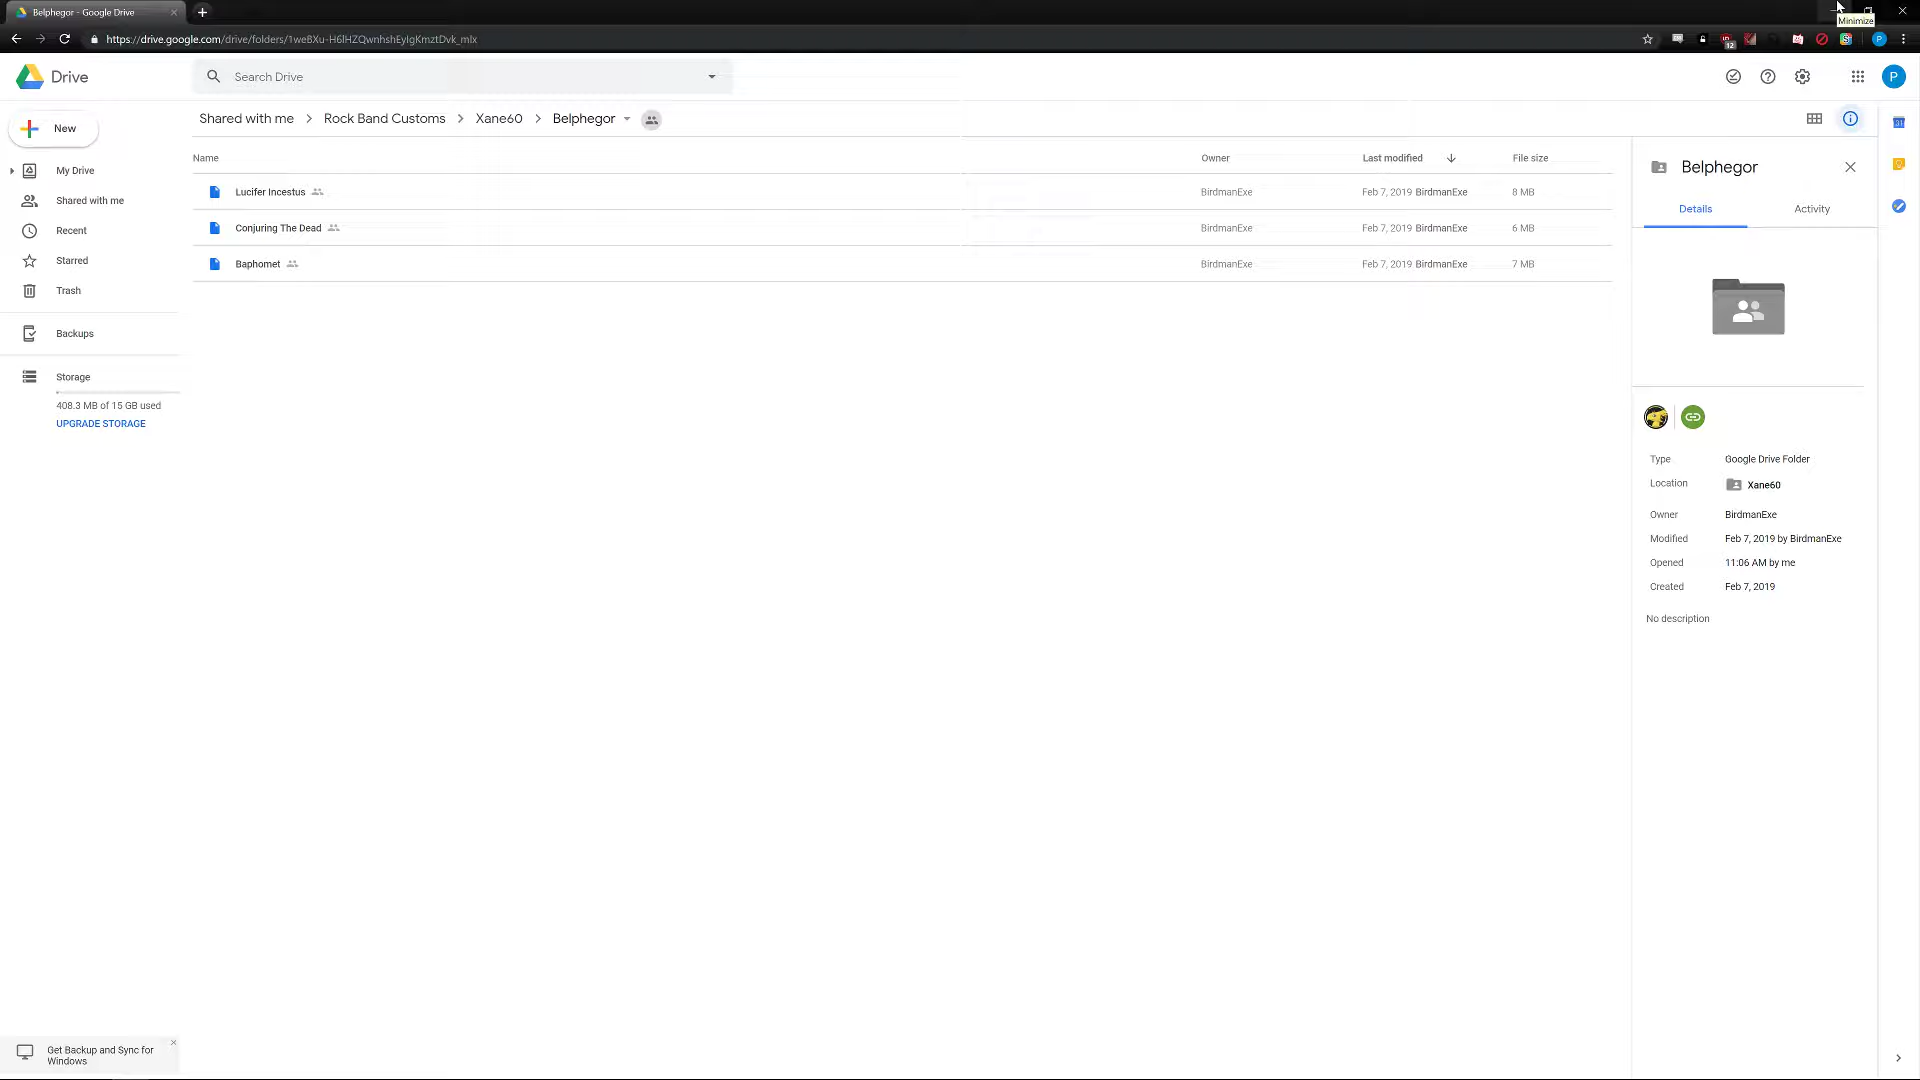 Belphegor - Google Drive
Minimize
https://drive.google.com/drive/folders/1weBXu-H6lHZQwnhshEylgKmztDvk_mlx
12
Drive
Search Drive
P
New
Shared with me > Rock Band Customs > Xane60 > Belphegor
My Drive
Shared with me
Recent
Starred
Trash
Backups
Storage
408.3 MB of 15 GB used
UPGRADE STORAGE
Name Owner Last modified File size
Lucifer Incestus BirdmanExe Feb 7, 2019 BirdmanExe 8 MB
Conjuring The Dead BirdmanExe Feb 7, 2019 BirdmanExe 6 MB
Baphomet BirdmanExe Feb 7, 2019 BirdmanExe 7 MB
Belphegor
Details Activity
Type Google Drive Folder
Location Xane60
Owner BirdmanExe
Modified Feb 7, 2019 by BirdmanExe
Opened 11:06 AM by me
Created Feb 7, 2019
No description
31
Get Backup and Sync for
Windows